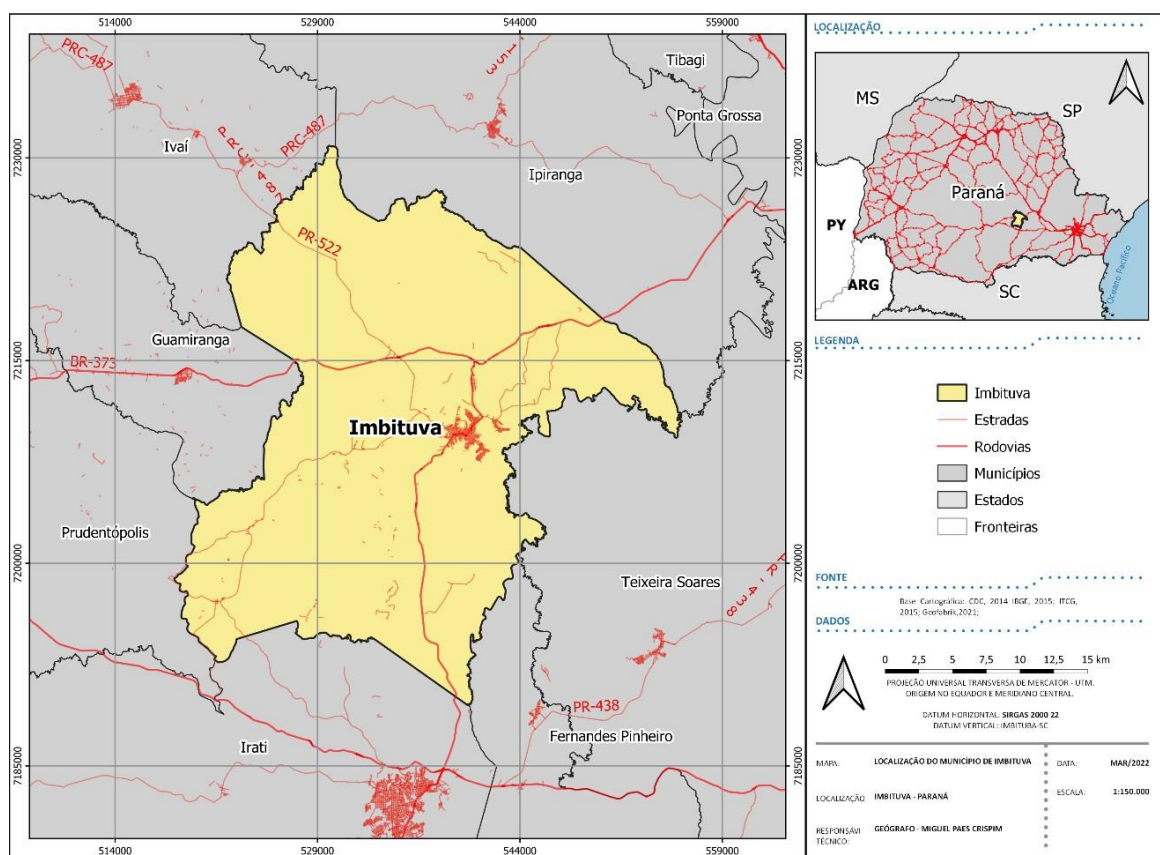 514000
529000
544000
559000
7230000
7215000
7200000
7185000
PRC-487
153
Tibagi
Ponta Grossa
Ivaí
PRC-487
PRC-487
Ipiranga
PR-522
Guamiranga
BR-373
Imbituva
Prudentópolis
Teixeira Soares
PR-438
PR-438
Fernandes Pinheiro
Irati
7230000
7215000
7200000
7185000
514000
529000
544000
559000
LOCALIZAÇÃO
MS
SP
Paraná
PY
ARG
SC
Oceano Pacífico
LEGENDA
Imbituva
Estradas
Rodovias
Municípios
Estados
Fronteiras
FONTE
Base Cartográfica: CDC, 2014 IBGE, 2015; ITCG,
2015; Geofabrik,2021;
DADOS
0 2,5 5 7,5 10 12,5 15 km
PROJEÇÃO UNIVERSAL TRANSVERSA DE MERCATOR - UTM.
ORIGEM NO EQUADOR E MERIDIANO CENTRAL.
DATUM HORIZONTAL: SIRGAS 2000 22
DATUM VERTICAL: IMBITUBA-SC
MAPA: LOCALIZAÇÃO DO MUNICÍPIO DE IMBITUVA DATA: MAR/2022
LOCALIZAÇÃO IMBITUVA - PARANÁ ESCALA: 1:150.000
RESPONSÁVI
TÉCNICO: GEÓGRAFO - MIGUEL PAES CRISPIM